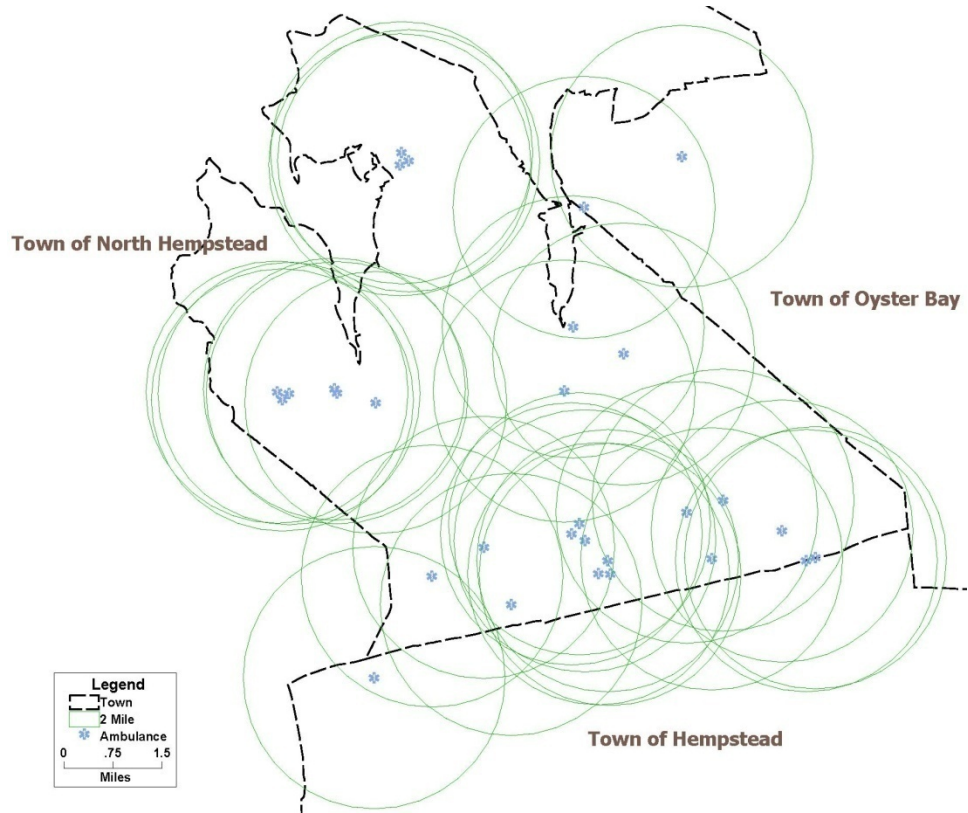 Town of North Hempstead
Town of Oyster Bay
Town of Hempstead
Legend
Town
2 Mile
Ambulance
0 .75 1.5
Miles